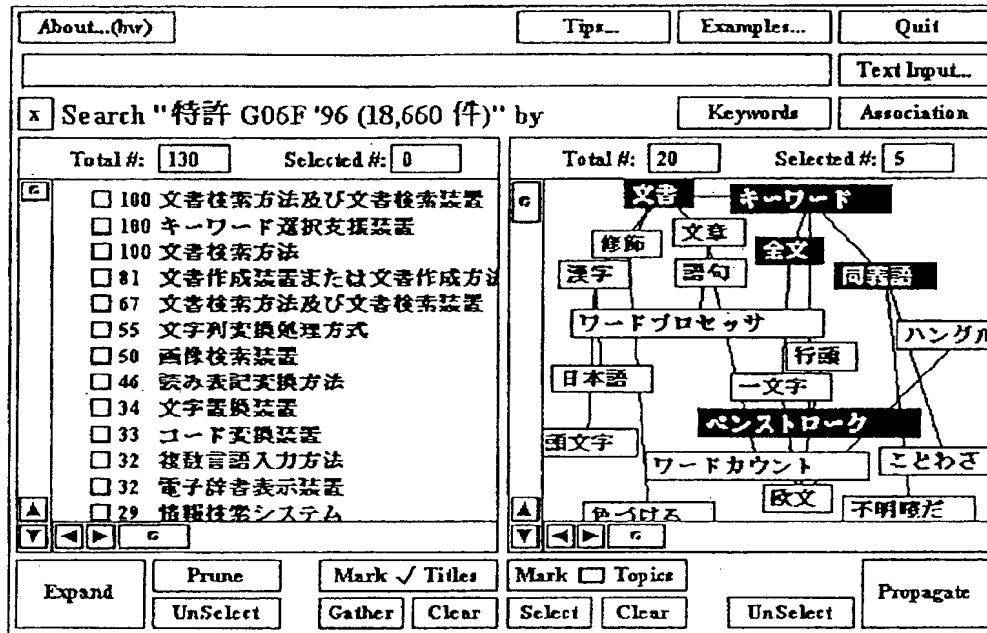 About...(hw) Tips... Examples... Quit
Text Input...
x Search "特許 G06F '96 (18,660 件)" by Keywords Association
Total #: 130 Selected #: 0
100 文書検索方法及び文書検索装置
100 キーワード選択支援装置
100 文書検索方法
81 文書作成装置または文書作成方法
67 文書検索方法及び文書検索装置
55 文字列変換処理方式
50 画像検索装置
46 読み表記変換方法
34 文字置換装置
33 コード変換装置
32 複数言語入力方法
32 電子辞書表示装置
29 情報検索システム
Total #: 20 Selected #: 5
文書 キーワード
修飾 文章 全文
漢字 語句 同義語
ワードプロセッサ ハングル
行頭
日本語 一文字
ペンストローク
頭文字 ワードカウント ことわざ
欧文 不明瞭だ
色づける
Expand Prune Mark ✓ Titles Mark □ Topics Propagate
UnSelect Gather Clear Select Clear UnSelect